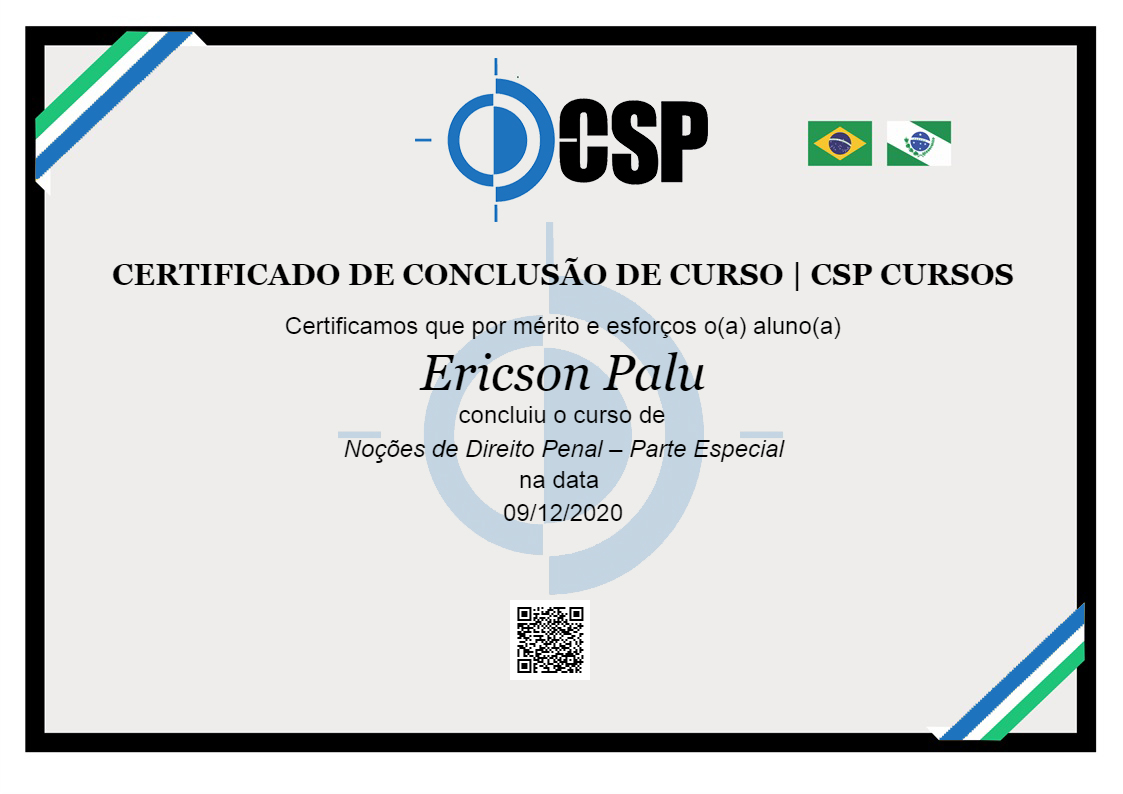 CSP
CERTIFICADO DE CONCLUSÃO DE CURSO | CSP CURSOS
Certificamos que por mérito e esforços o(a) aluno(a)
Ericson Palu
concluiu o curso de
Noções de Direito Penal – Parte Especial
na data
09/12/2020